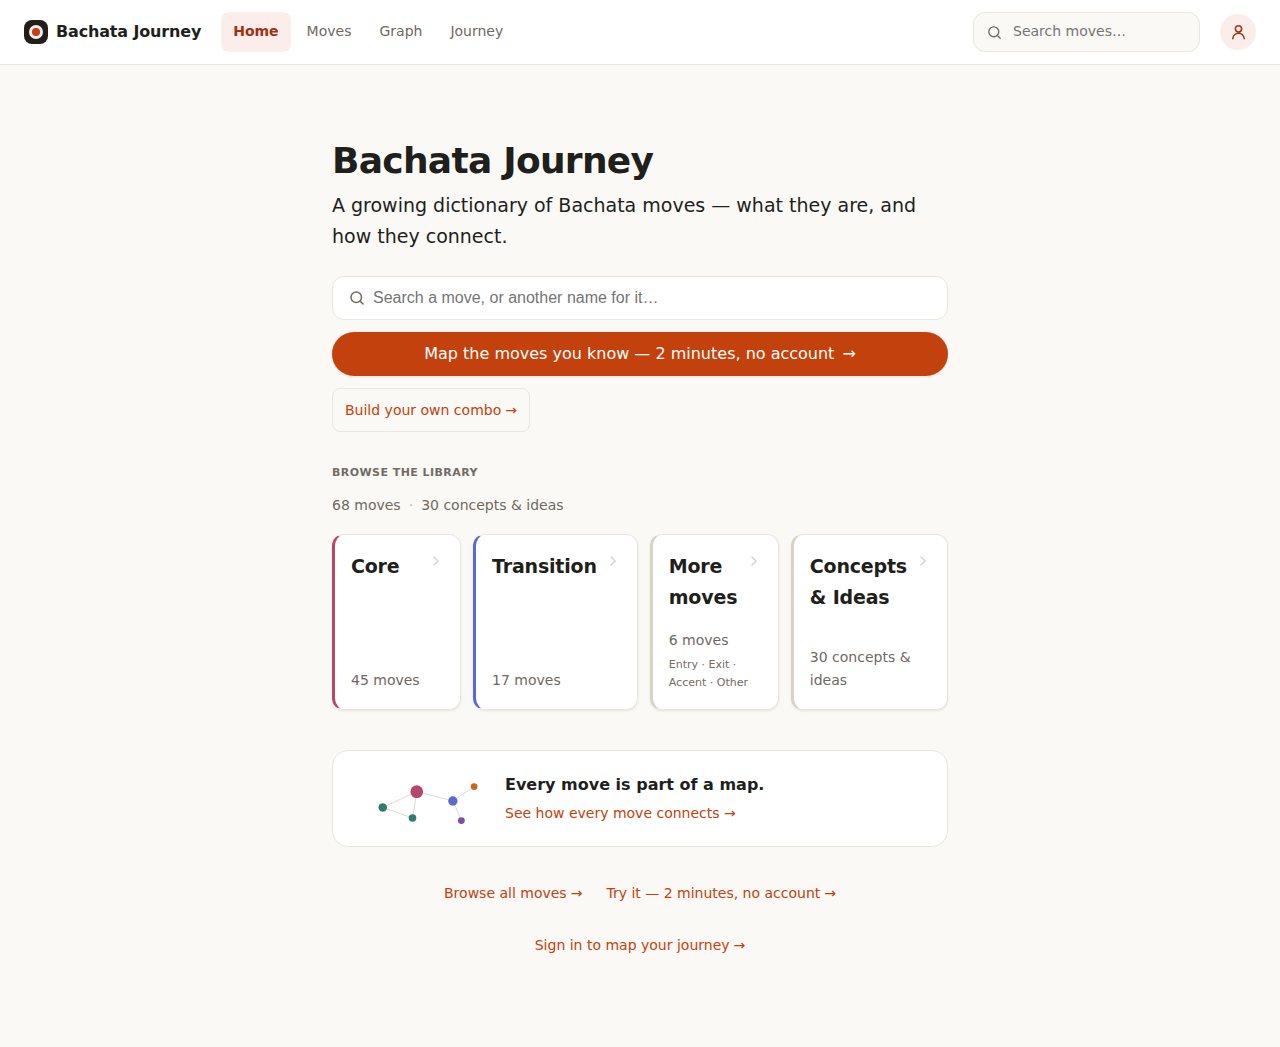 Bachata Journey
Home
Moves
Graph
Journey
Search moves...
Bachata Journey
A growing dictionary of Bachata moves — what they are, and
how they connect.
Search a move, or another name for it…
Map the moves you know — 2 minutes, no account →
Build your own combo →
BROWSE THE LIBRARY
68 moves · 30 concepts & ideas
Core
45 moves
Transition
17 moves
More
moves
6 moves
Entry · Exit ·
Accent · Other
Concepts
& Ideas
30 concepts &
ideas
Every move is part of a map.
See how every move connects →
Browse all moves →
Try it — 2 minutes, no account →
Sign in to map your journey →